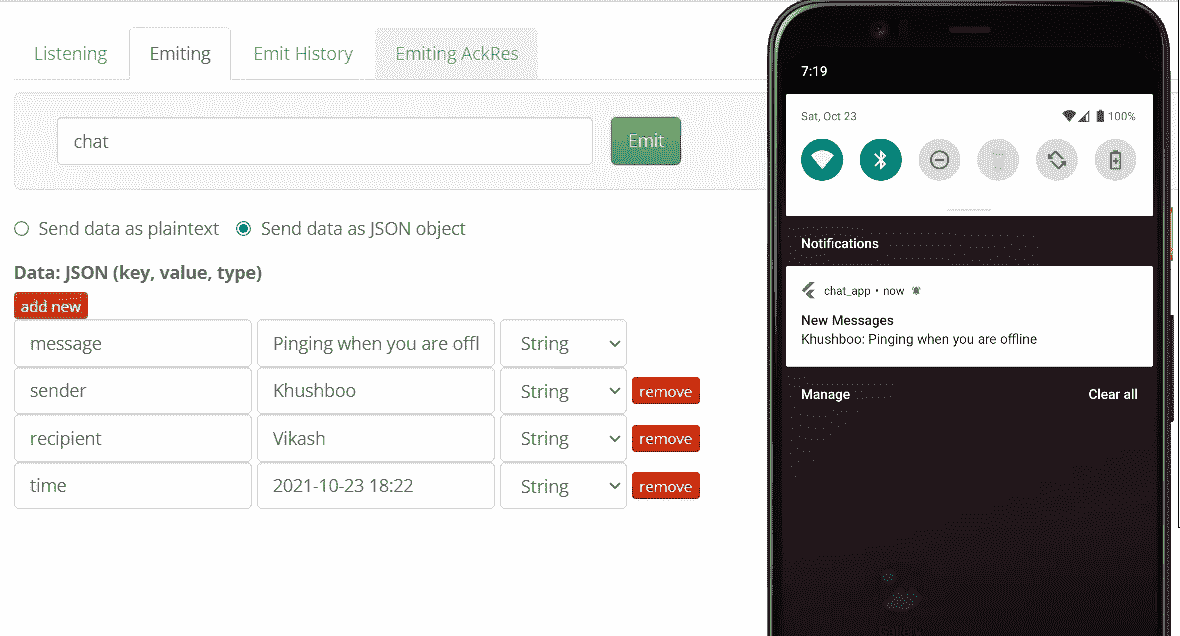 Listening
Emiting
Emit History
Emiting AckRes
chat
Emit
Send data as plaintext
Send data as JSON object
Data: JSON (key, value, type)
add new
message Pinging when you are offl String
sender Khushboo String remove
recipient Vikash String remove
time 2021-10-23 18:22 String remove
7:19
Sat, Oct 23 100%
Notifications
chat_app • now
New Messages
Khushboo: Pinging when you are offline
Manage Clear all